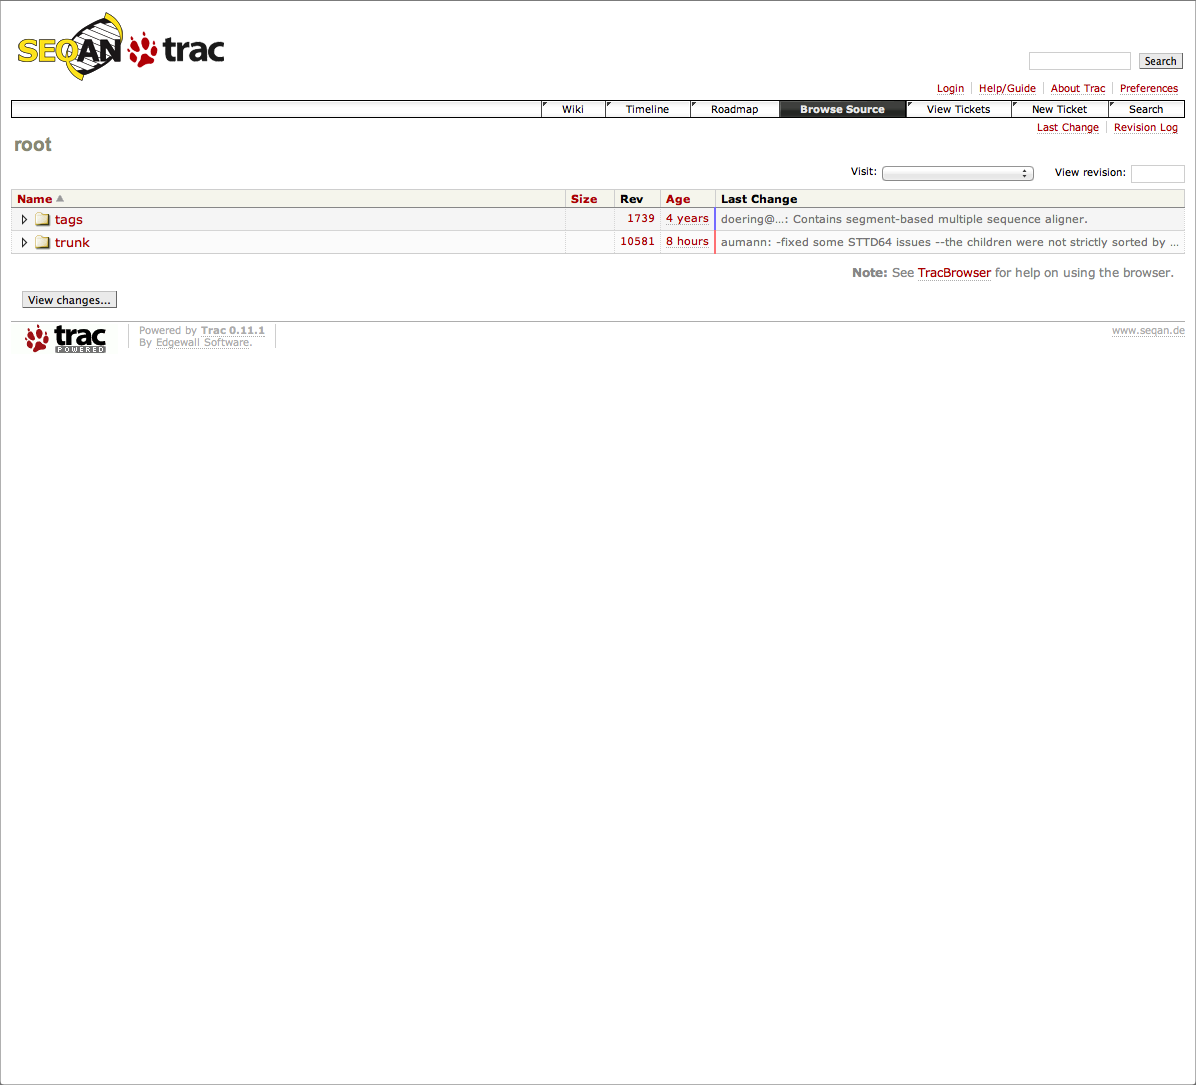 SEQAN trac
Search
Login Help/Guide About Trac Preferences
Wiki Timeline Roadmap Browse Source View Tickets New Ticket Search
Last Change Revision Log
root
Visit: View revision:
Name Size Rev Age Last Change
tags 1739 4 years doering@…: Contains segment-based multiple sequence aligner.
trunk 10581 8 hours aumann: -fixed some STTD64 issues --the children were not strictly sorted by …
Note: See TracBrowser for help on using the browser.
View changes...
trac POWERED
Powered by Trac 0.11.1
By Edgewall Software.
www.seqan.de